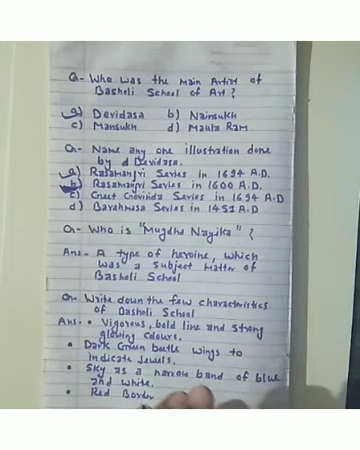 Q- Who was the Main Artist of
Basholi School of Art?
a) Devidasa b) Nainsukh
c) Mansukh d) Maula Ram
Q- Name any one illustration done
by d Devidasa.
a) Rasamanjri Series in 1694 A.D.
b) Rasamanjri Series in 1600 A.D.
c) Geet Govinda Series in 1694 A.D
d) Barahmasa Series in 1451 A.D
Q- Who is "Mugdha Nayika"?
Ans- A type of heroine, which
was a subject matter of
Basholi School
Q- Write down the few characteristics
of Basholi School
Ans- • Vigorous, bold line and strong
glowing colours.
• Dark Green beetle wings to
indicate jewels.
• Sky as a narrow band of blue
and white.
• Red Border